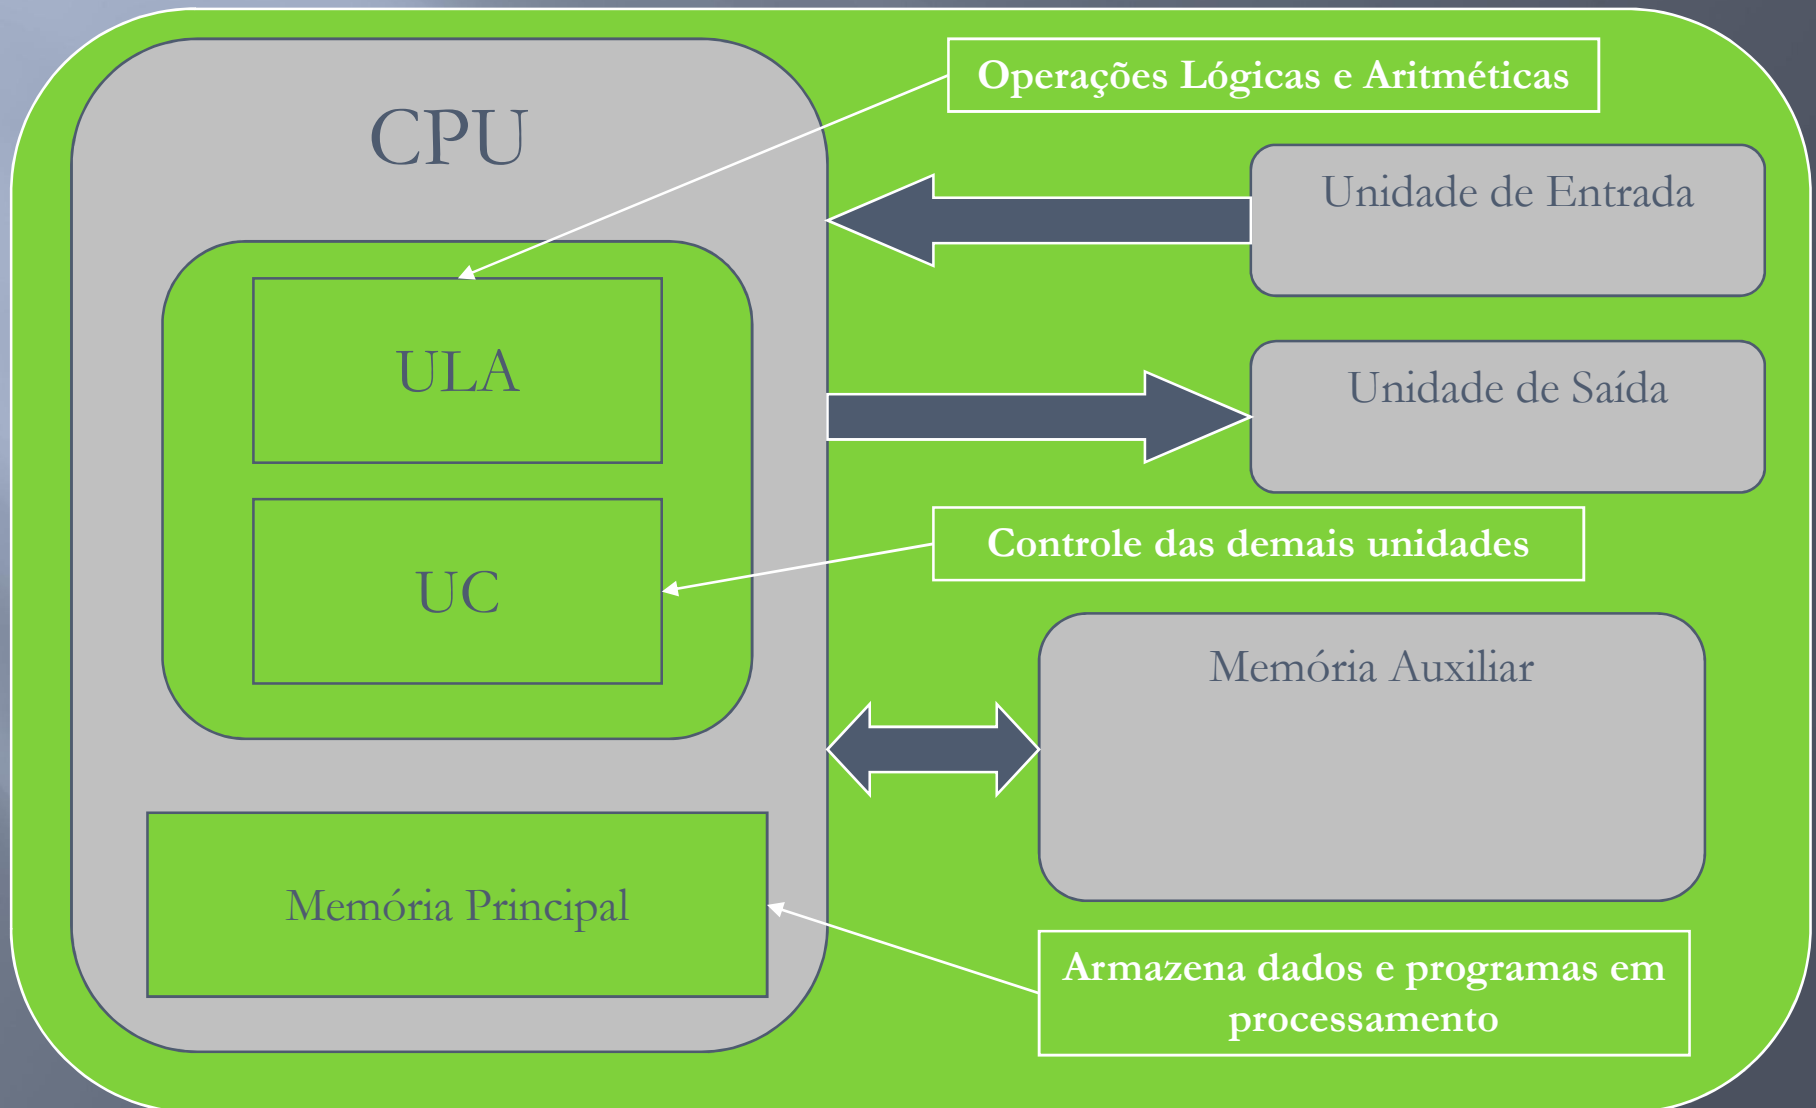 Operações Lógicas e Aritméticas
CPU
Unidade de Entrada
ULA
Unidade de Saída
Controle das demais unidades
UC
Memória Auxiliar
Memória Principal
Armazena dados e programas em
processamento